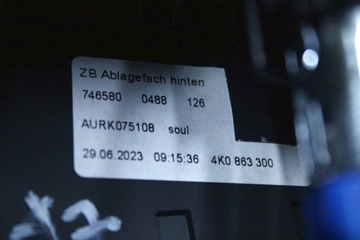 ZB Ablagefach hinten
746580 0488 126
AURK075108 soul
29.06.2023 09:15:36 4K0 863 300